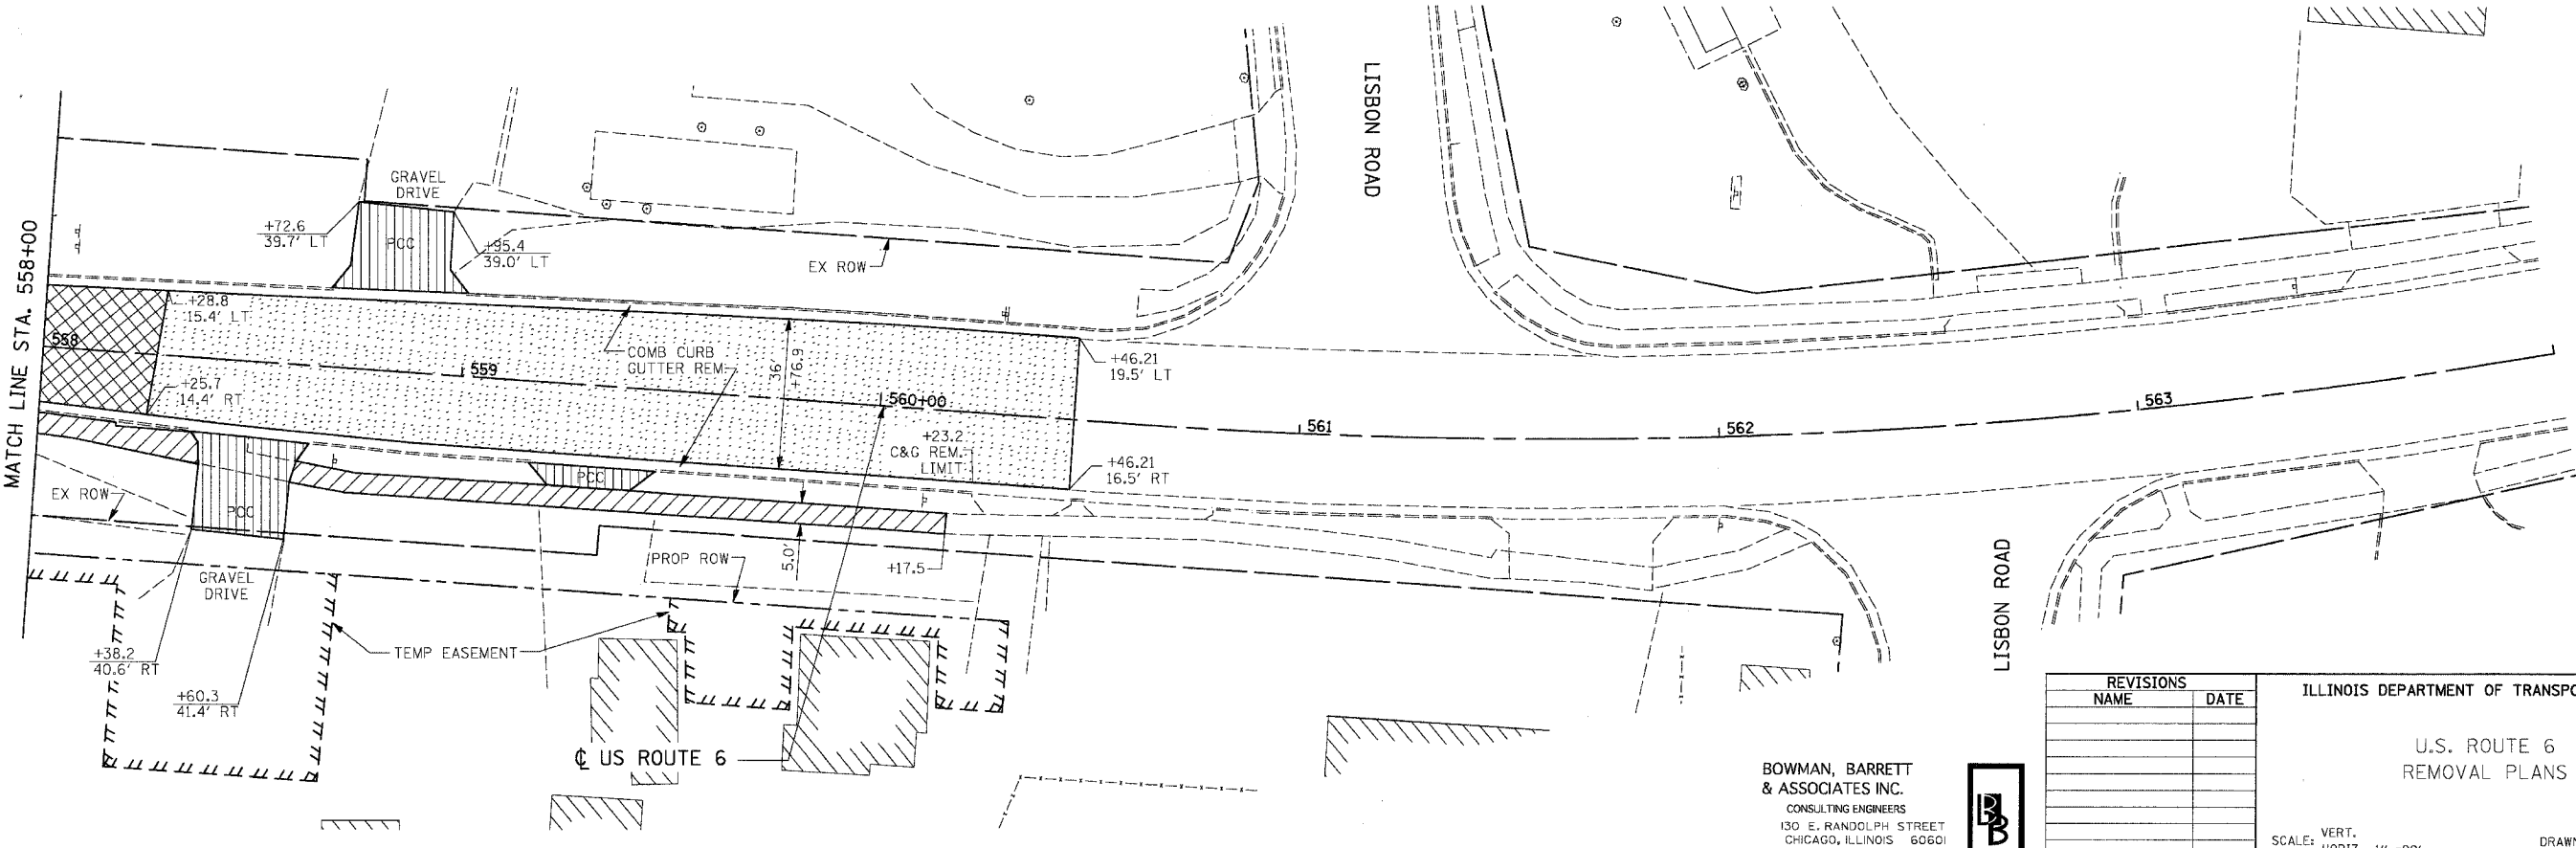 MATCH LINE STA. 558+00
GRAVEL
DRIVE
+72.6
39.7' LT
PCC
+95.4
39.0' LT
EX ROW
LISBON ROAD
558
+28.8
15.4' LT
+25.7
14.4' RT
559
COMB CURB
GUTTER REM
36'
+76.9
560+00
+46.21
19.5' LT
+23.2
C&G REM.
LIMIT
+46.21
16.5' RT
561
562
563
EX ROW
PCC
PCC
GRAVEL
DRIVE
PROP ROW
5.0'
+17.5
+38.2
40.6' RT
+60.3
41.4' RT
TEMP EASEMENT
℄ US ROUTE 6
LISBON ROAD
BOWMAN, BARRETT
& ASSOCIATES INC.
CONSULTING ENGINEERS
130 E. RANDOLPH STREET
CHICAGO, ILLINOIS 60601
BB
REVISIONS
NAME DATE
ILLINOIS DEPARTMENT OF TRANSPO
U.S. ROUTE 6
REMOVAL PLANS
SCALE: VERT.
DRAWN